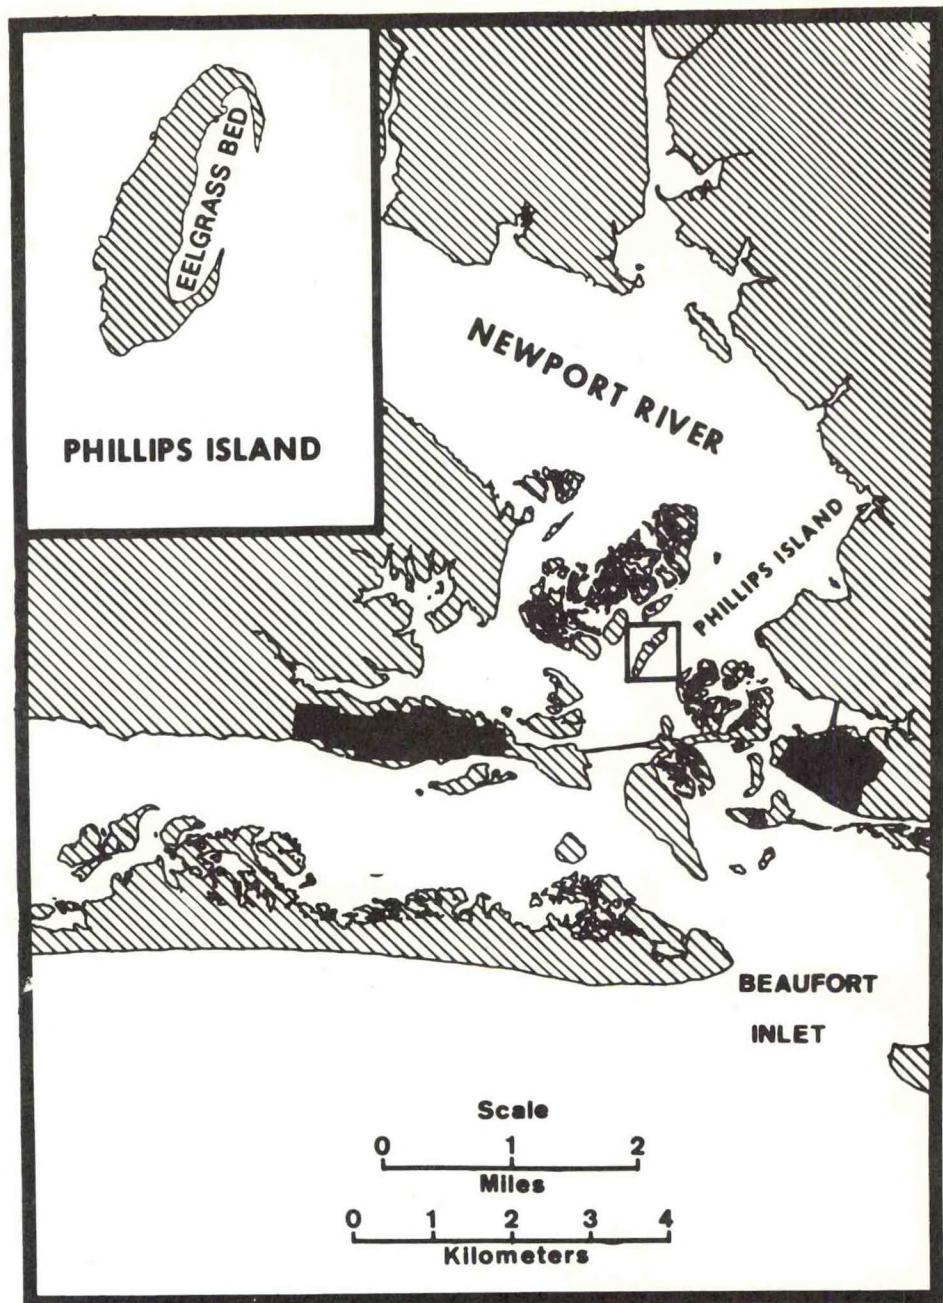 EELGRASS BED
PHILLIPS ISLAND
NEWPORT RIVER
PHILLIPS ISLAND
BEAUFORT
INLET
Scale
0 1 2
Miles
0 1 2 3 4
Kilometers